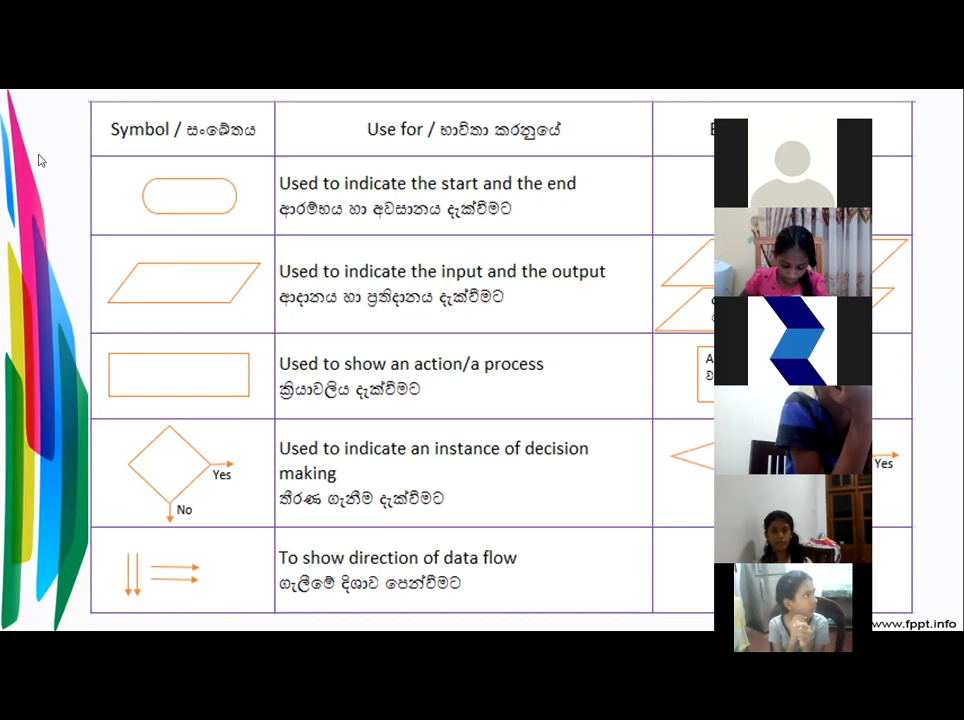 Symbol / සංඛේතය
Use for / භාවිතා කරනුයේ
Used to indicate the start and the end
ආරම්භය හා අවසානය දැක්වීමට
Used to indicate the input and the output
ආදානය හා ප්‍රතිදානය දැක්වීමට
Used to show an action/a process
ක්‍රියාවලිය දැක්වීමට
Yes
No
Used to indicate an instance of decision
making
තීරණ ගැනීම දැක්වීමට
Yes
To show direction of data flow
ගැලීමේ දිශාව පෙන්වීමට
www.fppt.info